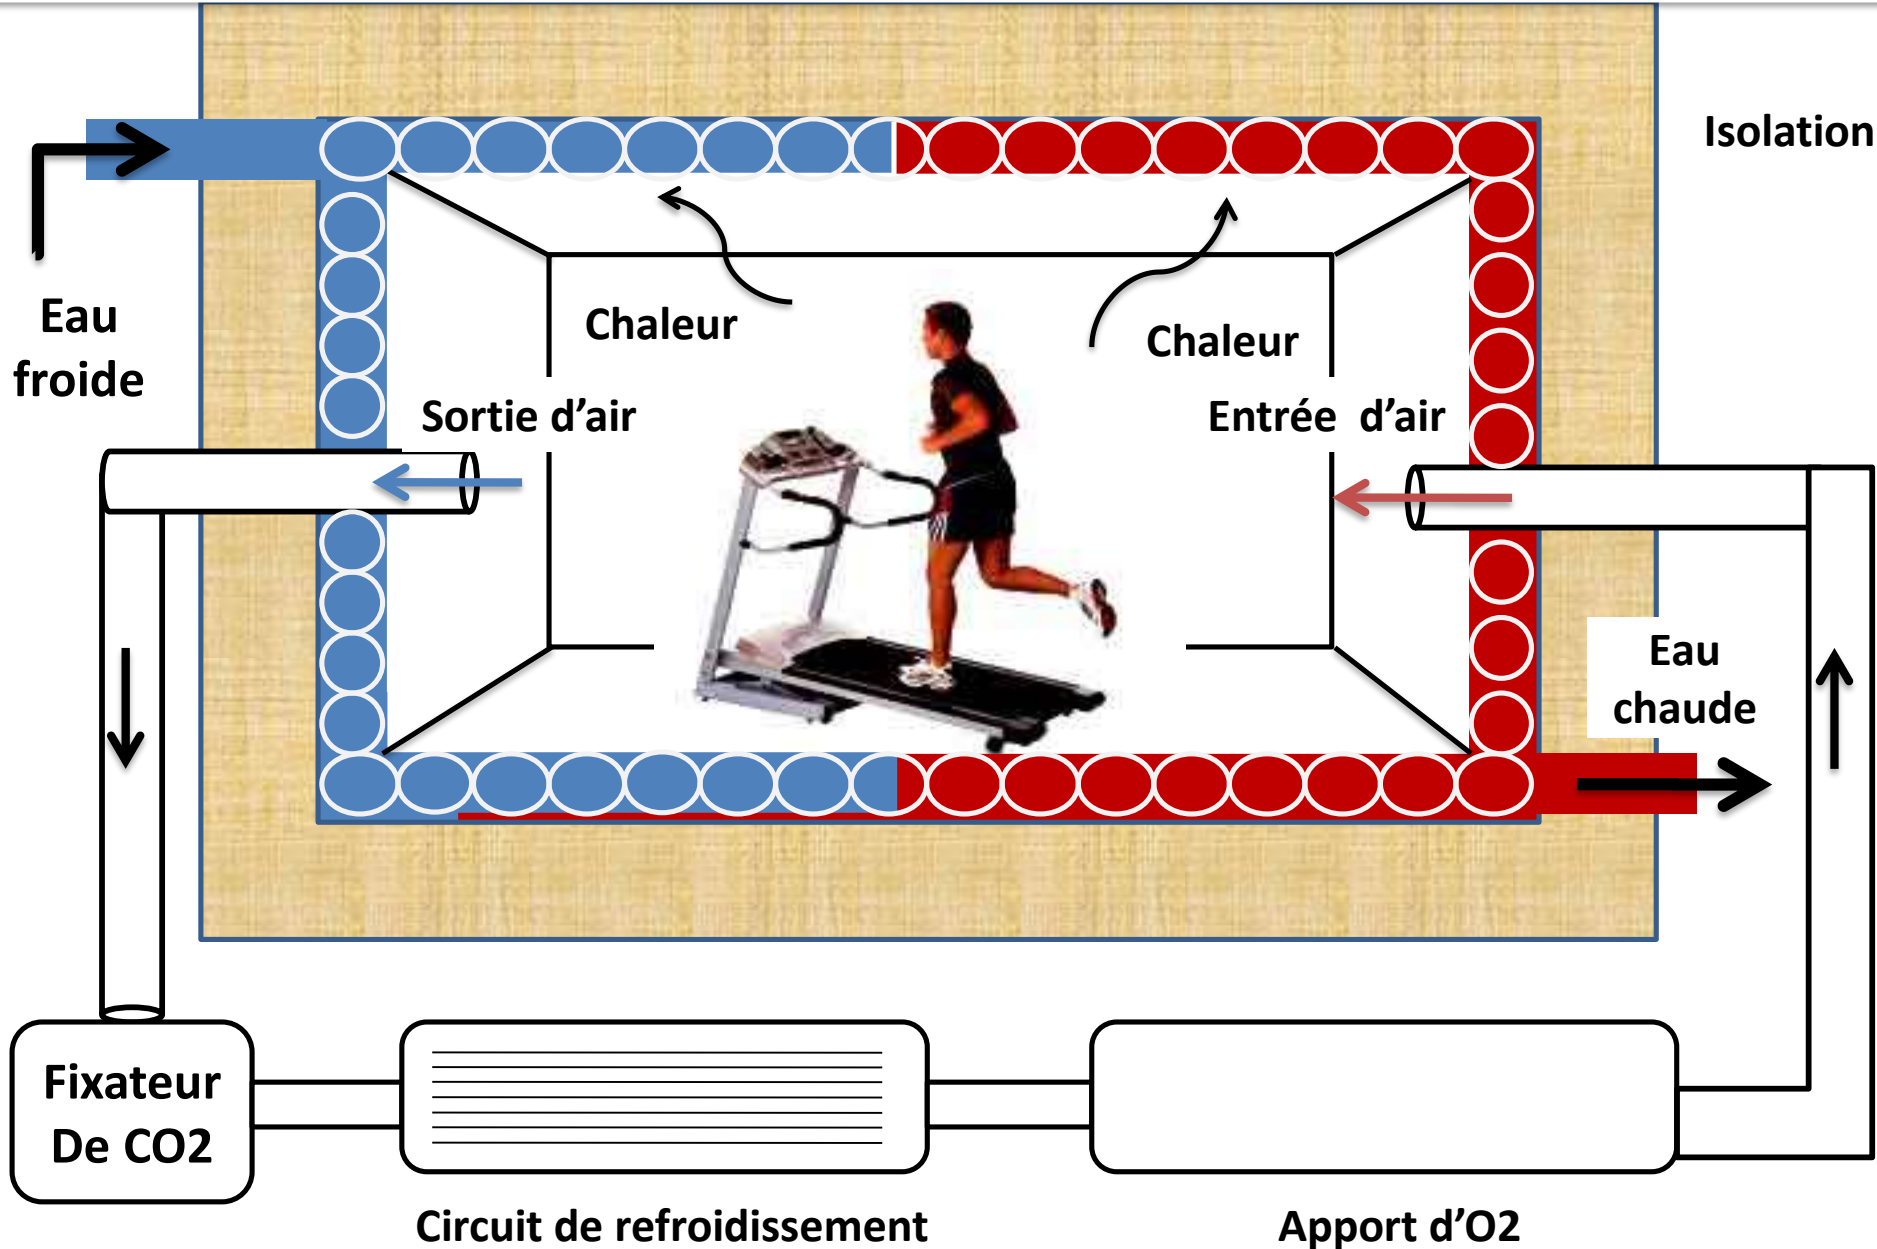 Isolation
Eau
froide
Chaleur
Chaleur
Sortie d’air
Entrée  d’air
Eau
chaude
Fixateur
De CO2
Circuit de refroidissement
Apport d’O2